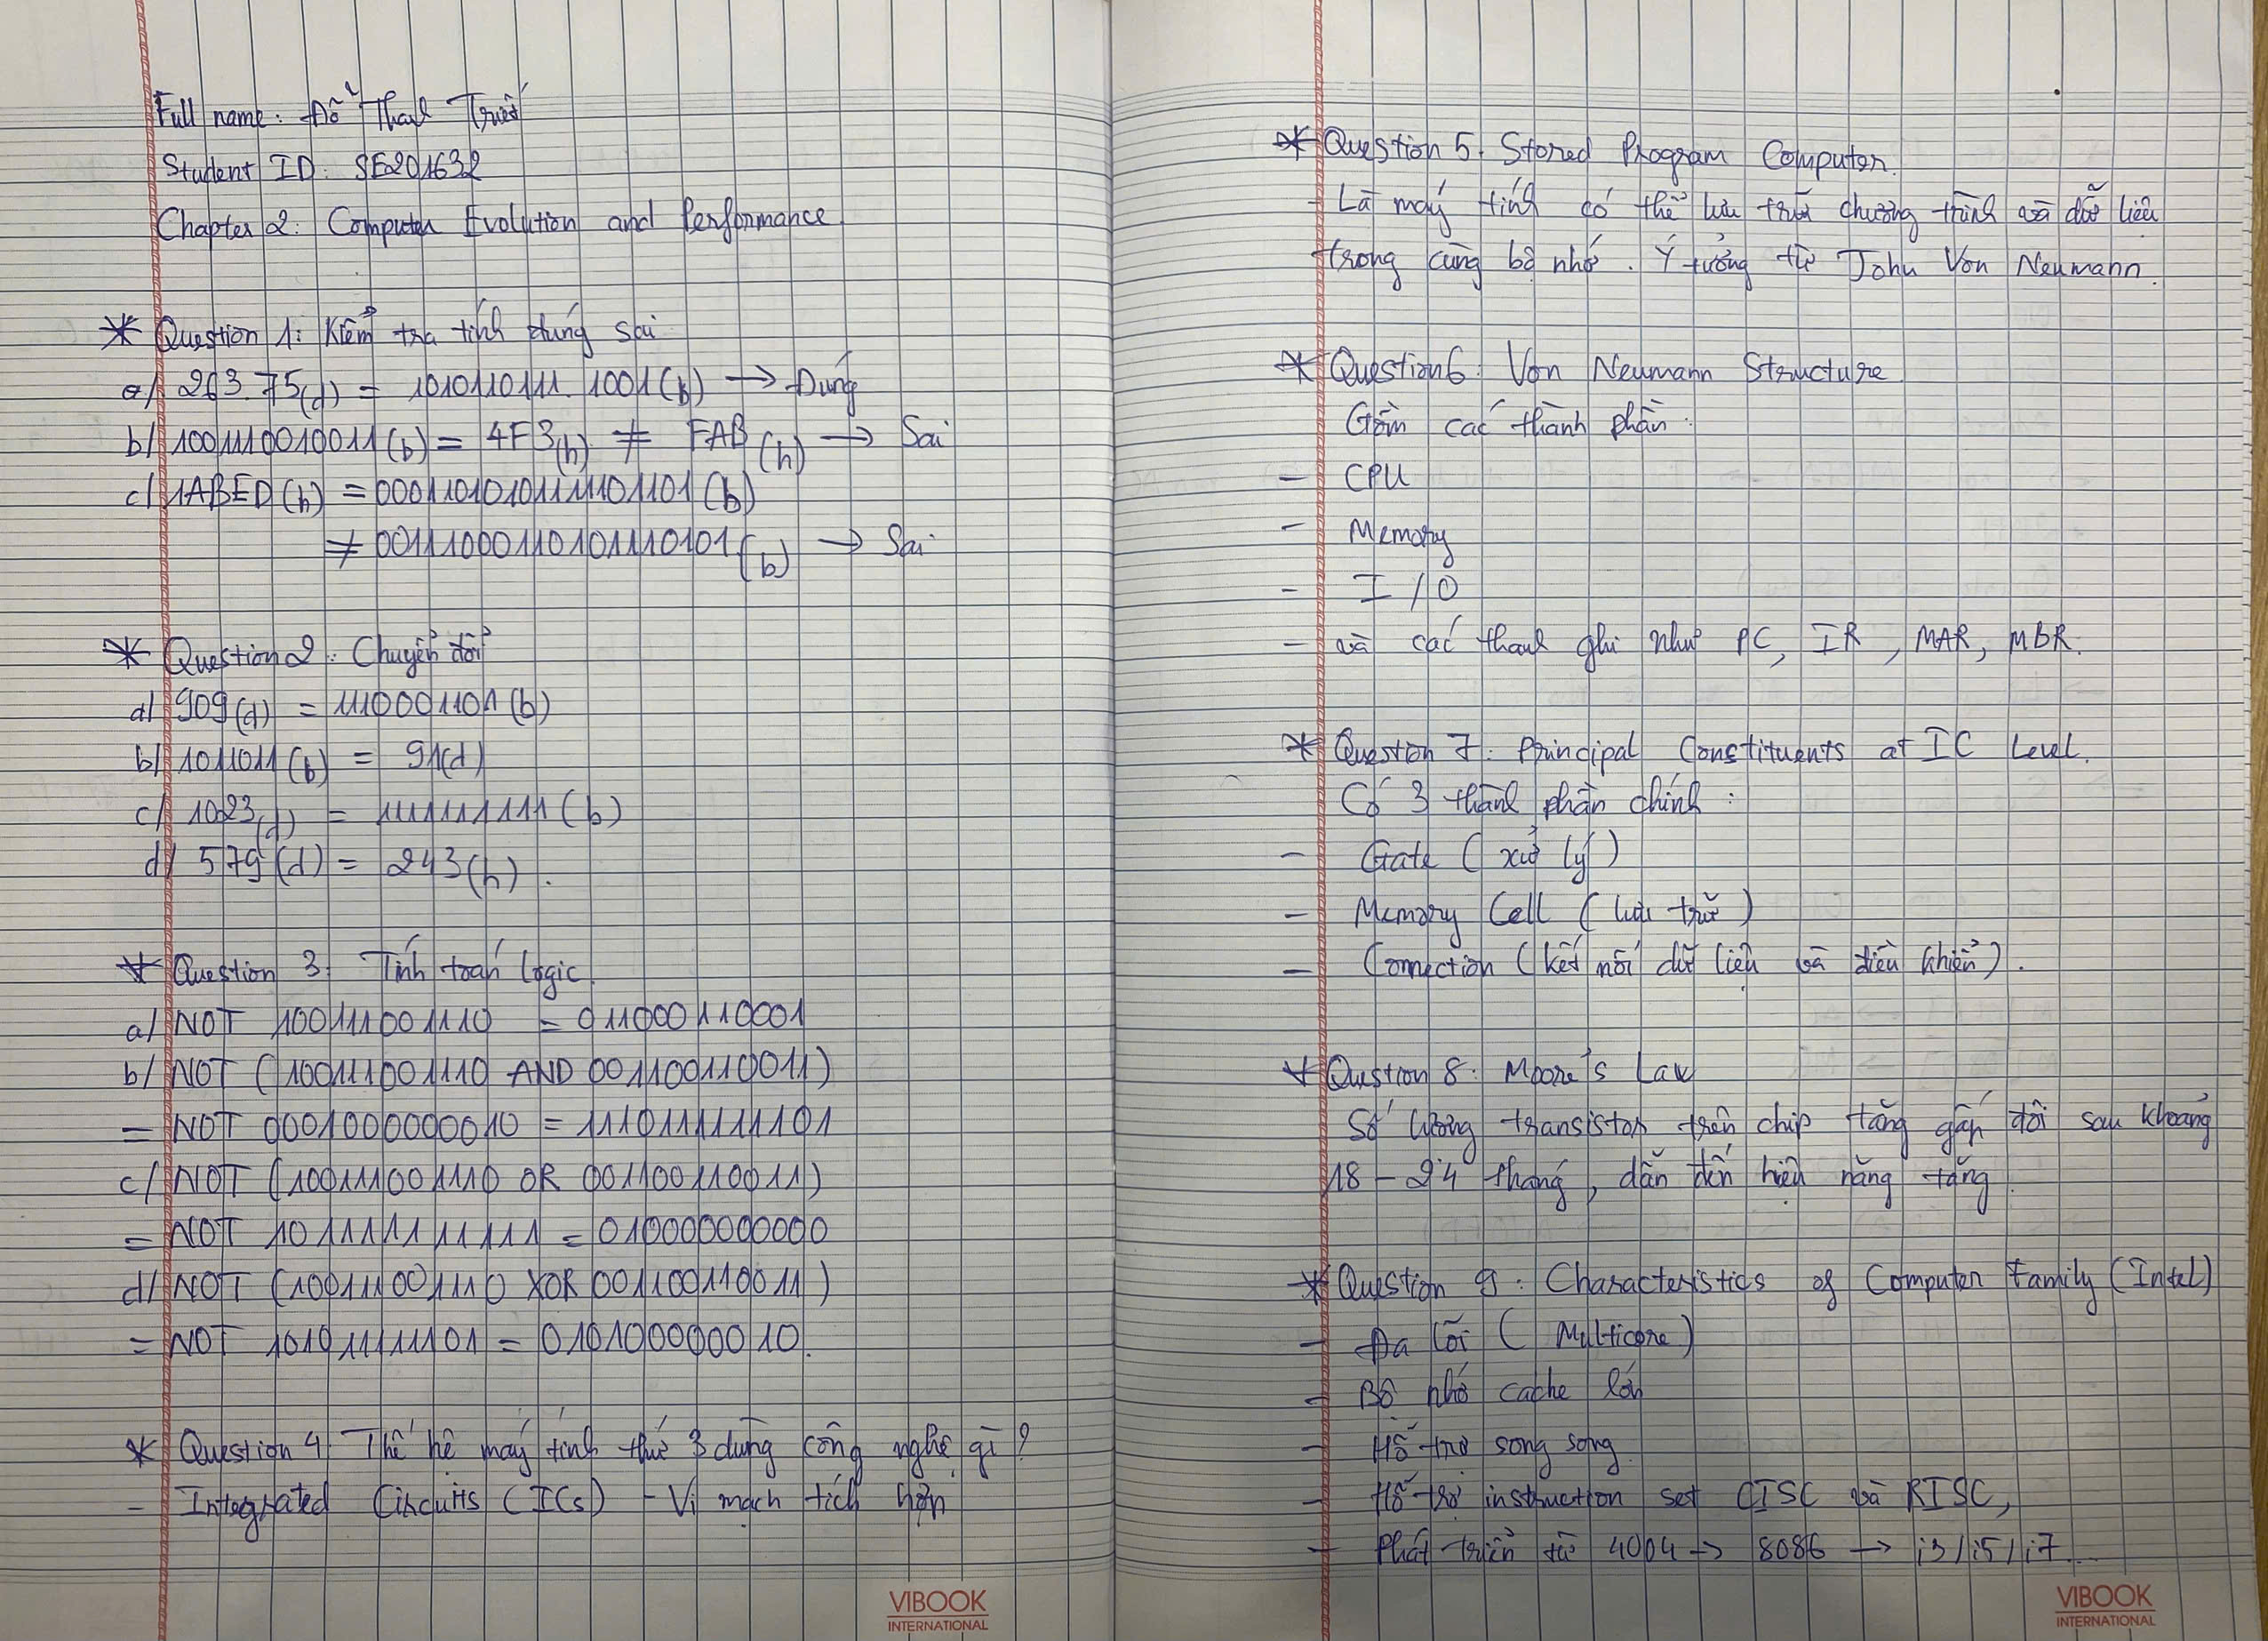 Full name: Đỗ Thanh Triết
Student ID: SE201632
Chapter 2: Computer Evolution and Performance
* Question 1: Kiểm tra tính đúng sai
a/ 263.75(d) = 1010110111.1001(b) → Đúng
b/ 10011110010011(b) = 4F3(h) ≠ FAB(h) → Sai
c/ 1ABED(h) = 00011010101111101101(b)
≠ 0011110001101011110101(b) → Sai
* Question 2: Chuyển đổi
a/ 909(d) = 1110001101(b)
b/ 1011011(b) = 91(d)
c/ 1023(d) = 1111111111(b)
d/ 579(d) = 243(h).
* Question 3: Tính toán logic
a/ NOT 100111001110 = 011000110001
b/ NOT (100111001110 AND 001100110011)
= NOT 000100000010 = 111011111101
c/ NOT (100111001110 OR 001100110011)
= NOT 101111111111 = 010000000000
d/ NOT (100111001110 XOR 001100110011)
= NOT 101011111101 = 010100000010.
* Question 4: Thế hệ máy tính thứ 3 dùng công nghệ gì?
- Integrated Circuits (ICs) - Vi mạch tích hợp
* Question 5: Stored Program Computer.
- Là máy tính có thể lưu trữ chương trình và dữ liệu
trong cùng bộ nhớ. Ý tưởng từ John Von Neumann.
* Question 6: Von Neumann Structure
Gồm các thành phần:
- CPU
- Memory
- I/O
- và các thanh ghi như PC, IR, MAR, MBR.
* Question 7: Principal Constituents at IC Level.
Có 3 thành phần chính:
- Gate (xử lý)
- Memory Cell (lưu trữ)
- Connection (kết nối dữ liệu và điều khiển).
* Question 8: Moore's Law
Số lượng transistor trên chip tăng gấp đôi sau khoảng
18 - 24 tháng, dẫn đến hiệu năng tăng.
* Question 9: Characteristics of Computer Family (Intel)
- Đa lõi (Multicore)
- Bộ nhớ cache lớn
- Hỗ trợ song song
- Hỗ trợ instruction set CISC và RISC,
- Phát triển từ 4004 → 8086 → i3/i5/i7...
VIBOOK
INTERNATIONAL
VIBOOK
INTERNATIONAL